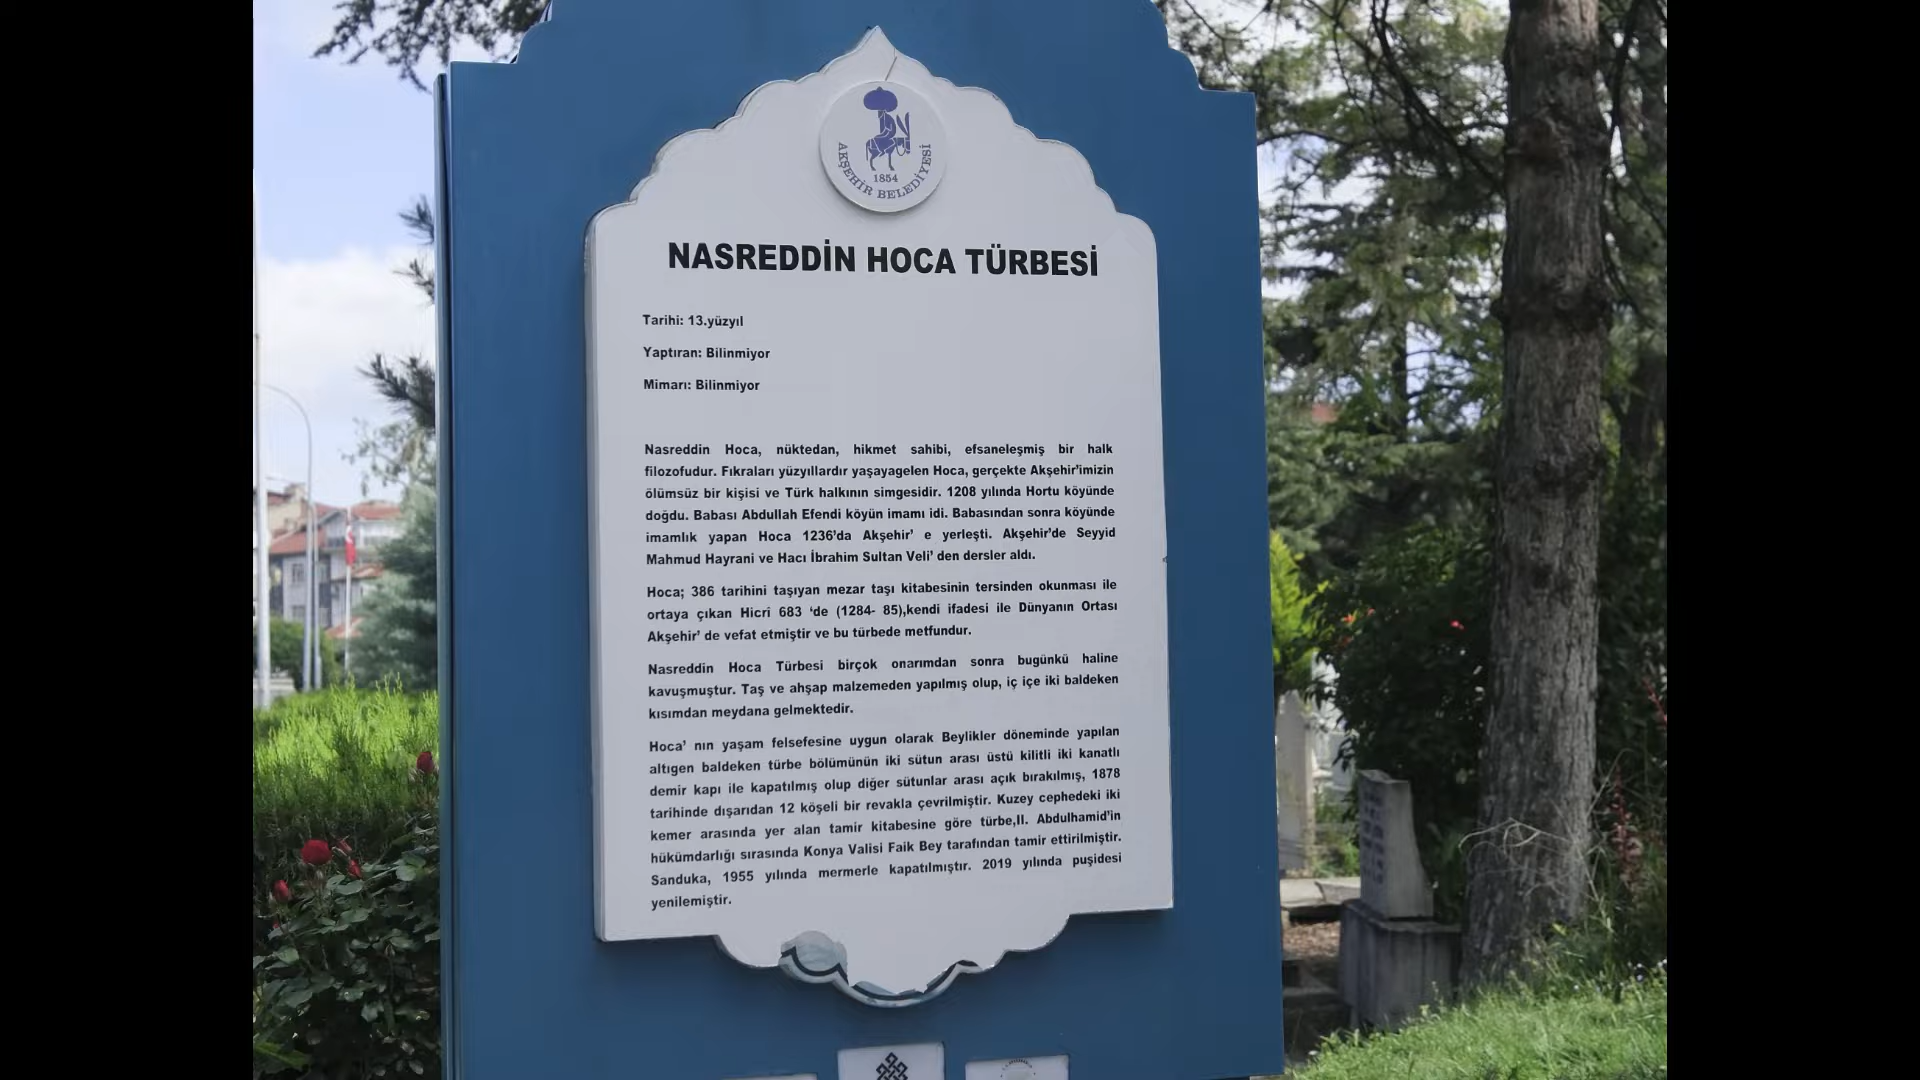 AKŞEHİR BELEDİYESİ
1854
NASREDDİN HOCA TÜRBESİ
Tarihi: 13.yüzyıl
Yaptıran: Bilinmiyor
Mimarı: Bilinmiyor
Nasreddin Hoca, nüktedan, hikmet sahibi, efsaneleşmiş bir halk
filozofudur. Fıkraları yüzyıllardır yaşayagelen Hoca, gerçekte Akşehir'imizin
ölümsüz bir kişisi ve Türk halkının simgesidir. 1208 yılında Hortu köyünde
doğdu. Babası Abdullah Efendi köyün imamı idi. Babasından sonra köyünde
imamlık yapan Hoca 1236'da Akşehir' e yerleşti. Akşehir'de Seyyid
Mahmud Hayrani ve Hacı İbrahim Sultan Veli' den dersler aldı.
Hoca; 386 tarihini taşıyan mezar taşı kitabesinin tersinden okunması ile
ortaya çıkan Hicrî 683 'de (1284- 85),kendi ifadesi ile Dünyanın Ortası
Akşehir' de vefat etmiştir ve bu türbede metfundur.
Nasreddin Hoca Türbesi birçok onarımdan sonra bugünkü haline
kavuşmuştur. Taş ve ahşap malzemeden yapılmış olup, iç içe iki baldeken
kısımdan meydana gelmektedir.
Hoca' nın yaşam felsefesine uygun olarak Beylikler döneminde yapılan
altıgen baldeken türbe bölümünün iki sütun arası üstü kilitli iki kanatlı
demir kapı ile kapatılmış olup diğer sütunlar arası açık bırakılmış, 1878
tarihinde dışarıdan 12 köşeli bir revakla çevrilmiştir. Kuzey cephedeki iki
kemer arasında yer alan tamir kitabesine göre türbe,II. Abdulhamid'in
hükümdarlığı sırasında Konya Valisi Faik Bey tarafından tamir ettirilmiştir.
Sanduka, 1955 yılında mermerle kapatılmıştır. 2019 yılında puşidesi
yenilemiştir.